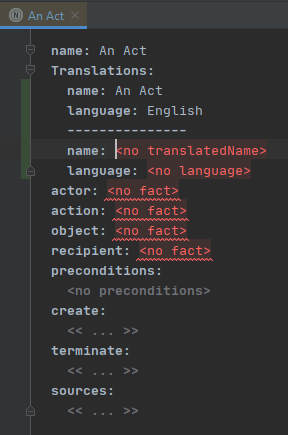 An Act
name: An Act
Translations:
name: An Act
language: English
---------------
name: <no translatedName>
language: <no language>
actor: <no fact>
action: <no fact>
object: <no fact>
recipient: <no fact>
preconditions:
<no preconditions>
create:
<< ... >>
terminate:
<< ... >>
sources:
<< ... >>